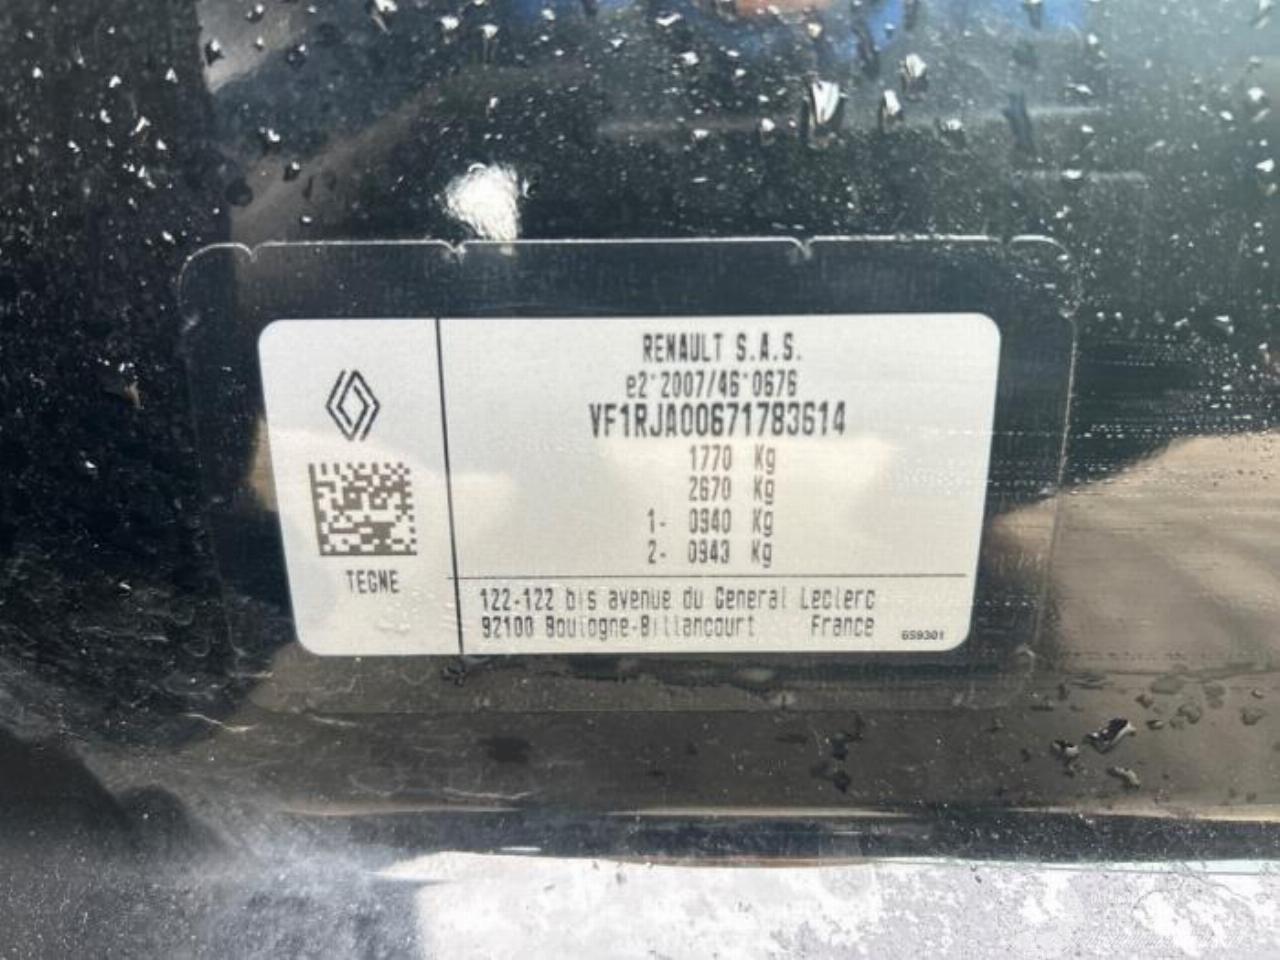 RENAULT S.A.S.
e2*2007/46*0676
VF1RJA00671783614
1770 Kg
2670 Kg
1- 0940 Kg
2- 0943 Kg
TEGNE
122-122 bis avenue du General Leclerc
92100 Boulogne-Billancourt France
659301